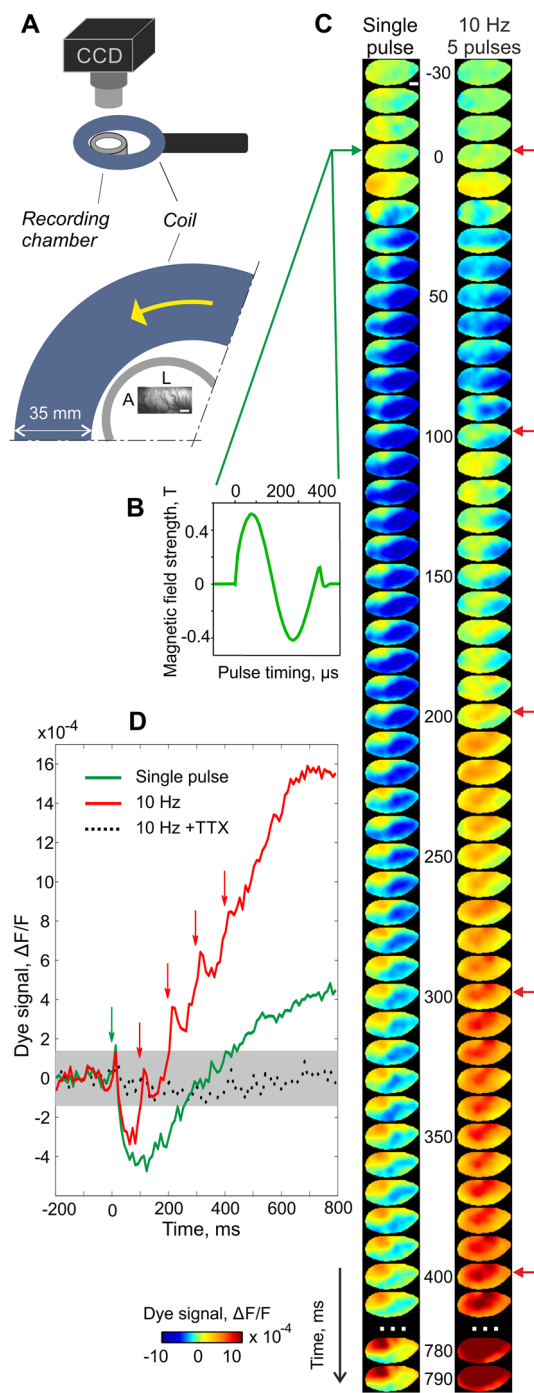 A
CCD
Recording
chamber
Coil
L
A
35 mm
B
0 400
Magnetic field strength, T
0.4
0
-0.4
Pulse timing, µs
C
Single
pulse
10 Hz
5 pulses
-30
0
50
100
150
200
250
300
350
400
780
790
Time, ms
D
x10-4
16
14
12
10
8
6
4
2
0
-2
-4
Dye signal, ΔF/F
Single pulse
10 Hz
10 Hz +TTX
-200 0 200 400 600 800
Time, ms
Dye signal, ΔF/F
-10 0 10 x 10-4